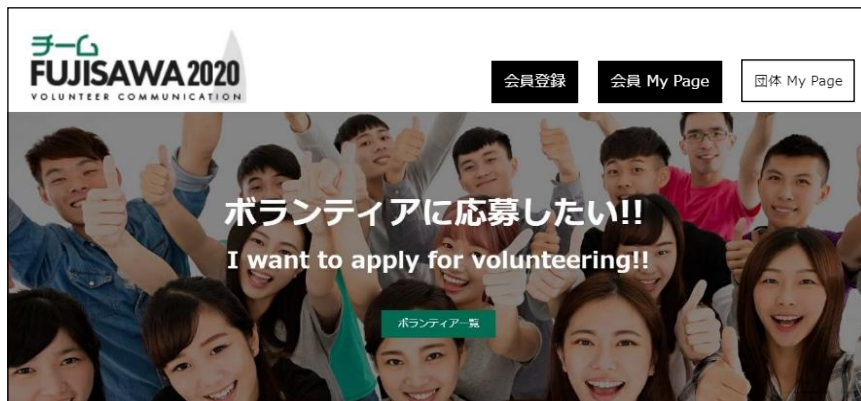 チーム
FUJISAWA2020
VOLUNTEER COMMUNICATION
会員登録
会員 My Page
団体 My Page
ボランティアに応募したい!!
I want to apply for volunteering!!
ボランティア一覧